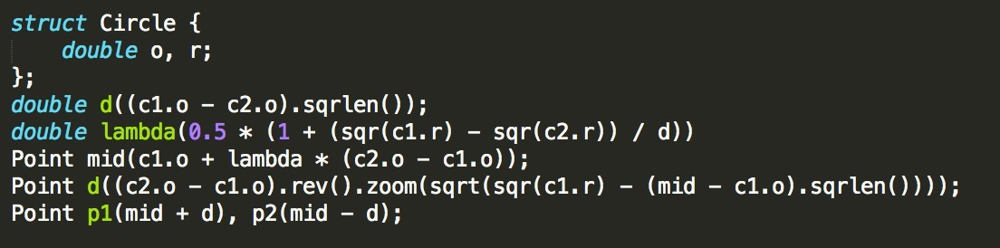 struct Circle {
    double o, r;
};
double d((c1.o - c2.o).sqrlen());
double lambda(0.5 * (1 + (sqr(c1.r) - sqr(c2.r)) / d))
Point mid(c1.o + lambda * (c2.o - c1.o));
Point d((c2.o - c1.o).rev().zoom(sqrt(sqr(c1.r) - (mid - c1.o).sqrlen())));
Point p1(mid + d), p2(mid - d);